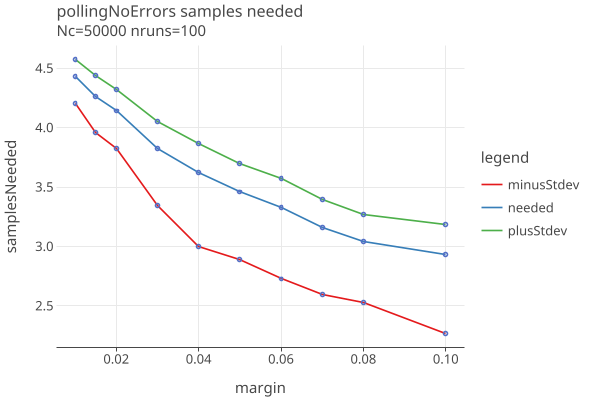 pollingNoErrors samples needed
Nc=50000 nruns=100
4.5
4.0
3.5
3.0
2.5
samplesNeeded
0.02
0.04
0.06
0.08
0.10
margin
legend
minusStdev
needed
plusStdev